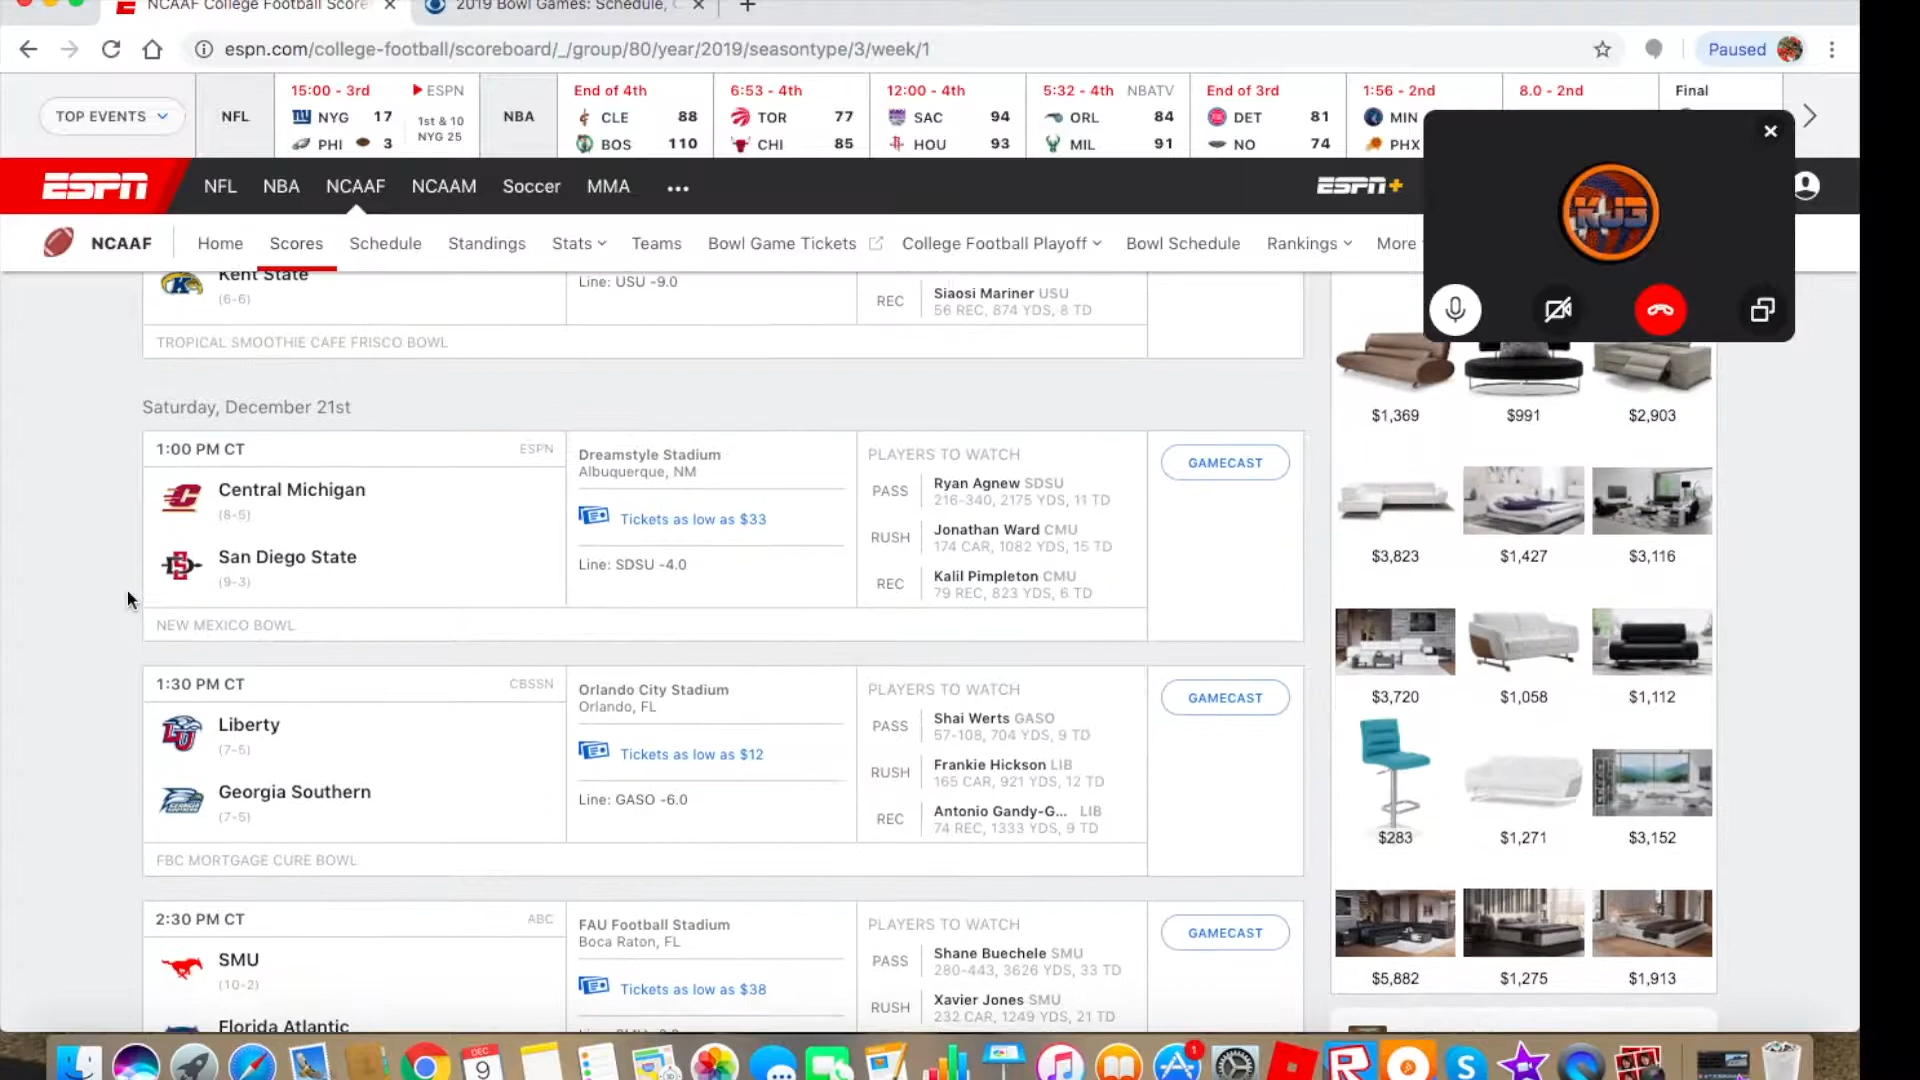 NCAAF College Football Score
2019 Bowl Games: Schedule,
espn.com/college-football/scoreboard/_/group/80/year/2019/seasontype/3/week/1
Paused
TOP EVENTS
NFL
15:00 - 3rd ESPN
NYG 17
PHI 3
1st & 10
NYG 25
NBA
End of 4th
CLE 88
BOS 110
6:53 - 4th
TOR 77
CHI 85
12:00 - 4th
SAC 94
HOU 93
5:32 - 4th NBATV
ORL 84
MIL 91
End of 3rd
DET 81
NO 74
1:56 - 2nd
MIN
PHX
8.0 - 2nd
Final
ESPN NFL NBA NCAAF NCAAM Soccer MMA ... ESPN+
NCAAF Home Scores Schedule Standings Stats Teams Bowl Game Tickets College Football Playoff Bowl Schedule Rankings More
KJB
Kent State
(6-6)
Line: USU -9.0
REC
Siaosi Mariner USU
56 REC, 874 YDS, 8 TD
TROPICAL SMOOTHIE CAFE FRISCO BOWL
Saturday, December 21st
1:00 PM CT ESPN
Central Michigan
(8-5)
San Diego State
(9-3)
Dreamstyle Stadium
Albuquerque, NM
Tickets as low as $33
Line: SDSU -4.0
PLAYERS TO WATCH
PASS
Ryan Agnew SDSU
216-340, 2175 YDS, 11 TD
RUSH
Jonathan Ward CMU
174 CAR, 1082 YDS, 15 TD
REC
Kalil Pimpleton CMU
79 REC, 823 YDS, 6 TD
GAMECAST
NEW MEXICO BOWL
1:30 PM CT CBSSN
Liberty
(7-5)
Georgia Southern
(7-5)
Orlando City Stadium
Orlando, FL
Tickets as low as $12
Line: GASO -6.0
PLAYERS TO WATCH
PASS
Shai Werts GASO
57-108, 704 YDS, 9 TD
RUSH
Frankie Hickson LIB
165 CAR, 921 YDS, 12 TD
REC
Antonio Gandy-G... LIB
74 REC, 1333 YDS, 9 TD
GAMECAST
FBC MORTGAGE CURE BOWL
2:30 PM CT ABC
SMU
(10-2)
Florida Atlantic
FAU Football Stadium
Boca Raton, FL
Tickets as low as $38
PLAYERS TO WATCH
PASS
Shane Buechele SMU
280-443, 3626 YDS, 33 TD
RUSH
Xavier Jones SMU
232 CAR, 1249 YDS, 21 TD
GAMECAST
$1,369 $991 $2,903
$3,823 $1,427 $3,116
$3,720 $1,058 $1,112
$283 $1,271 $3,152
$5,882 $1,275 $1,913
DEC
9
1